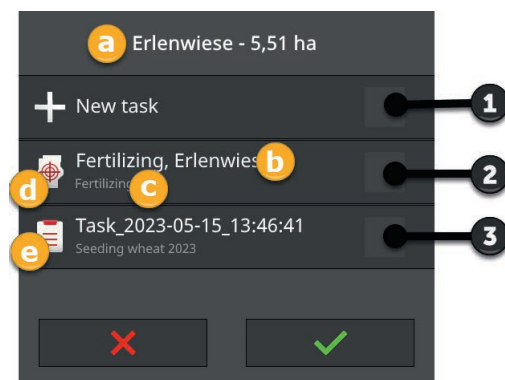 a Erlenwiese - 5,51 ha
New task 1
Fertilizing, Erlenwies b 2
d Fertilizing c
Task_2023-05-15_13:46:41 3
e Seeding wheat 2023